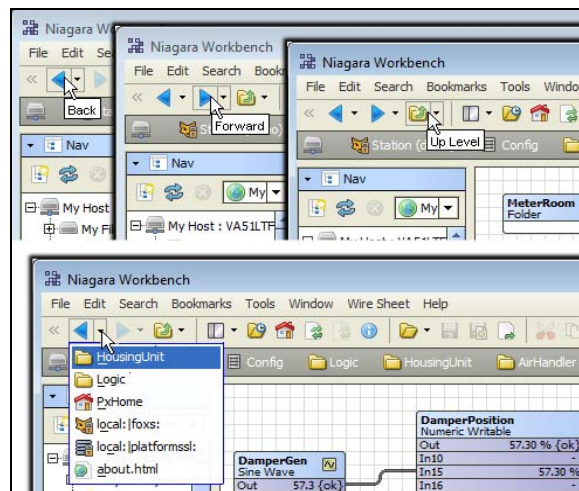 Niagara W
File Edit Se
Back
My Host
My Fi
Niagara Workbench
File Edit Search Bookm
Forward
Nav
My
My Host : VA51LTF
Niagara Workbench
File Edit Search Bookmarks Tools Windo
Station
Up Level
Config
Nav
My
MeterRoom
Folder
Niagara Workbench
File Edit Search Bookmarks Tools Window Wire Sheet Help
HousingUnit
Config
Logic
HousingUnit
AirHandler
Logic
PxHome
local:|foxs:
local:|platformssl:
about.html
DamperGen
Sine Wave
Out 57.3 {ok}
DamperPosition
Numeric Writable
Out 57.30 % {ok}
In10 -
In15 57.30 %
In16 -